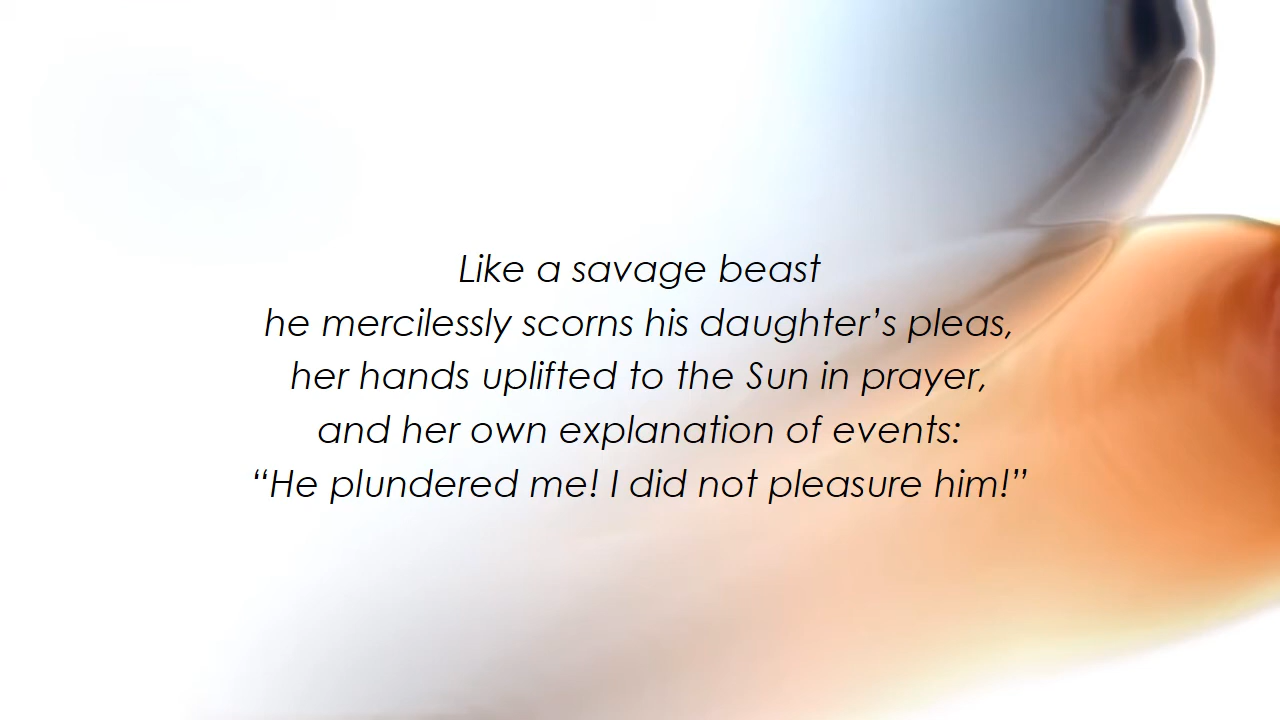 Like a savage beast
he mercilessly scorns his daughter’s pleas,
her hands uplifted to the Sun in prayer,
and her own explanation of events:
“He plundered me! I did not pleasure him!”